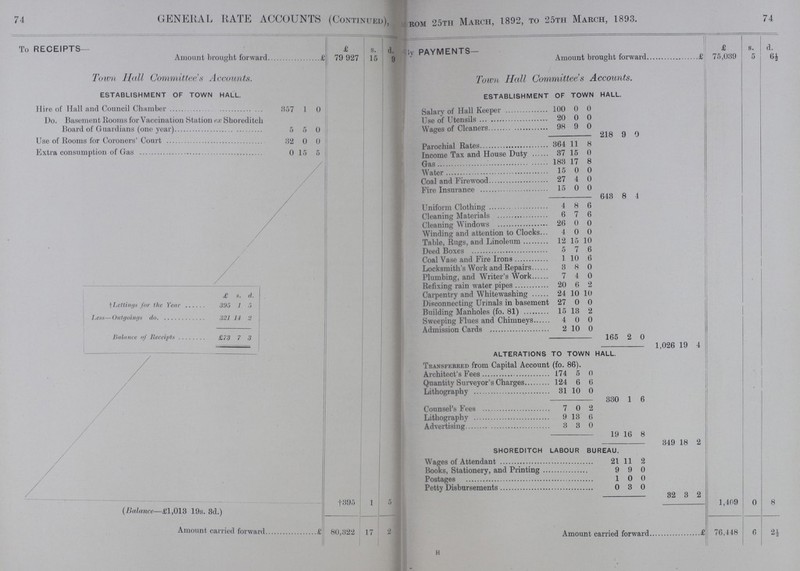 74 GENERAL RATE ACCOUNTS (CONTINUED),
To RECEIPTS—
£ s. d.
Amount brought forward £ 79 927 15 9
Town Hall Committee's Accounts.
ESTABLISHMENT OF TOWN HALL.
Hire of Hall and Council Chamber 357 1 0
Do. Basement Rooms for Vaccination Station Shoreditch
Board of Guardians (one year) 5 5 0
Use of Rooms for Coroners' Court 32 0 0
Extra consumption of Gas 0 15 5
£ s. d.
†Lettings for the Year 395 1 5
Less—Outgoings do. 321 14 2
Balance of Receipts £73 7 3
†395 1 5
(Balance—£1,013 19s. 3d.)
Amount carried forward £ 80,322 17 2
FROM 25TH MARCH, 1892, TO 25TH MARCH, 1893. 74
By PAYMENTS—
£ s. d.
Amount brought forward £ 75,039 5 6½
Town Hall Committee's Accounts.
ESTABLISHMENT OF TOWN HALL.
Salary of Hall Keeper 100 0 0
Use of Utensils 20 0 0
Wages of Cleaners 98 9 0
218 9 0
Parochial Rates 364 11 8
Income Tax and House Duty 37 15 0
Gas 183 17 8
Water 15 0 0
Coal and Firewood 27 4 0
Fire Insurance 15 0 0
643 8 4
Uniform Clothing 4 8 6
Cleaning Materials 6 7 6
Cleaning Windows 26 0 0
Winding and attention to Clocks 4 0 0
Table, Rugs, and Linoleum 12 15 10
Deed Boxes 5 7 6
Coal Vase and Fire Irons 1 10 6
Locksmith's Work and Repairs 3 8 0
Plumbing, and Writer's Work 7 4 0
Refixing rain water pipes 20 6 2
Carpentry and Whitewashing 24 10 10
Disconnecting Urinals in basement 27 0 0
Building Manholes (fo. 81) 15 13 2
Sweeping Flues and Chimneys 4 0 0
Admission Cards 2 10 0
165 2 0
1,026 19 4
ALTERATIONS TO TOWN HALL.
TRANSFERRED from Capital Account (fo. 86).
Architect's Fees 174 5 0
Quantity Surveyor's Charges 124 6 6
Lithography 31 10 0
330 1 6
Counsel's Fees 7 0 2
Lithography 9 13 6
Advertising 3 3 0
19 16 8
349 18 2
SHOREDITCH LABOUR BUREAU.
Wages of Attendant 21 11 2
Books, Stationery, and Printing 9 9 0
Postages 1 0 0
Petty Disbursements 0 3 0
32 3 2
1,409 0 8
Amount carried forward £ 76,448 6 2½